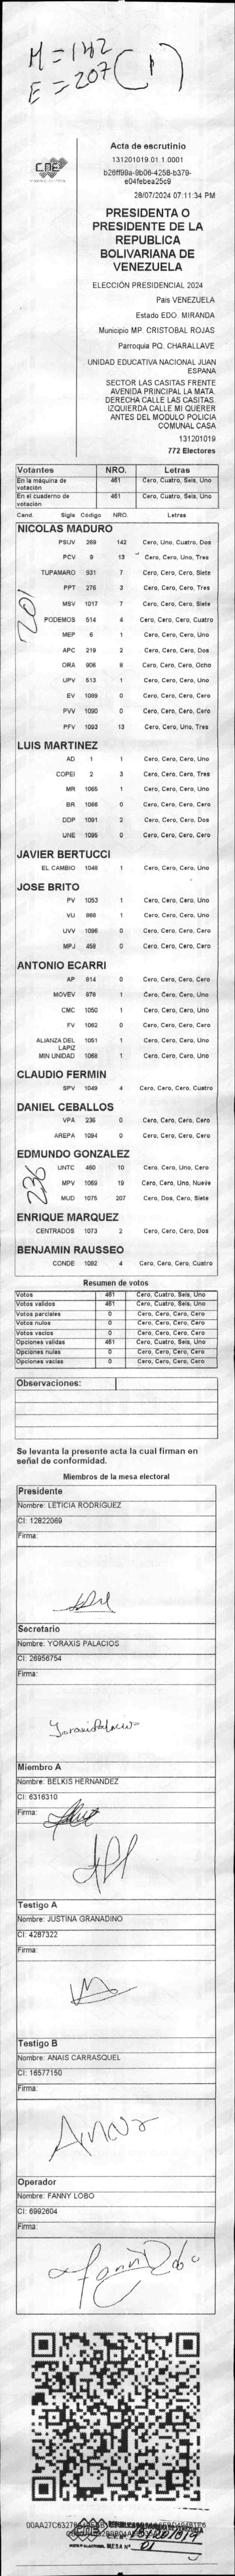 M = 142
E = 207 (1)
CNE
Acta de escrutinio
131201019.01.1.0001
b26ff98a-9b06-4258-b379-
e04febea25c9
28/07/2024 07:11:34 PM
PRESIDENTA O
PRESIDENTE DE LA
REPUBLICA
BOLIVARIANA DE
VENEZUELA
ELECCIÓN PRESIDENCIAL 2024
Pais VENEZUELA
Estado EDO. MIRANDA
Municipio MP. CRISTOBAL ROJAS
Parroquia PQ. CHARALLAVE
UNIDAD EDUCATIVA NACIONAL JUAN
ESPANA
SECTOR LAS CASITAS FRENTE
AVENIDA PRINCIPAL LA MATA.
DERECHA CALLE LAS CASITAS.
IZQUIERDA CALLE MI QUERER
ANTES DEL MODULO POLICIA
COMUNAL CASA
131201019
772 Electores
Votantes NRO. Letras
En la máquina de votación 461 Cero, Cuatro, Seis, Uno
En el cuaderno de votación 461 Cero, Cuatro, Seis, Uno
Cand. Sigla Código NRO. Letras
NICOLAS MADURO
201
PSUV 269 142 Cero, Uno, Cuatro, Dos
PCV 9 13 Cero, Cero, Uno, Tres
TUPAMARO 931 7 Cero, Cero, Cero, Siete
PPT 276 3 Cero, Cero, Cero, Tres
MSV 1017 7 Cero, Cero, Cero, Siete
PODEMOS 514 4 Cero, Cero, Cero, Cuatro
MEP 6 1 Cero, Cero, Cero, Uno
APC 219 2 Cero, Cero, Cero, Dos
ORA 906 8 Cero, Cero, Cero, Ocho
UPV 513 1 Cero, Cero, Cero, Uno
EV 1089 0 Cero, Cero, Cero, Cero
PVV 1090 0 Cero, Cero, Cero, Cero
PFV 1093 13 Cero, Cero, Uno, Tres
LUIS MARTINEZ
AD 1 1 Cero, Cero, Cero, Uno
COPEI 2 3 Cero, Cero, Cero, Tres
MR 1065 1 Cero, Cero, Cero, Uno
BR 1086 0 Cero, Cero, Cero, Cero
DDP 1091 2 Cero, Cero, Cero, Dos
UNE 1095 0 Cero, Cero, Cero, Cero
JAVIER BERTUCCI
EL CAMBIO 1048 1 Cero, Cero, Cero, Uno
JOSE BRITO
PV 1053 1 Cero, Cero, Cero, Uno
VU 868 1 Cero, Cero, Cero, Uno
UVV 1096 0 Cero, Cero, Cero, Cero
MPJ 458 0 Cero, Cero, Cero, Cero
ANTONIO ECARRI
AP 814 0 Cero, Cero, Cero, Cero
MOVEV 878 1 Cero, Cero, Cero, Uno
CMC 1050 1 Cero, Cero, Cero, Uno
FV 1062 0 Cero, Cero, Cero, Cero
ALIANZA DEL LAPIZ 1051 1 Cero, Cero, Cero, Uno
MIN UNIDAD 1068 1 Cero, Cero, Cero, Uno
CLAUDIO FERMIN
SPV 1049 4 Cero, Cero, Cero, Cuatro
DANIEL CEBALLOS
VPA 236 0 Cero, Cero, Cero, Cero
AREPA 1094 0 Cero, Cero, Cero, Cero
EDMUNDO GONZALEZ
236
UNTC 460 10 Cero, Cero, Uno, Cero
MPV 1069 19 Cero, Cero, Uno, Nueve
MUD 1075 207 Cero, Dos, Cero, Siete
ENRIQUE MARQUEZ
CENTRADOS 1073 2 Cero, Cero, Cero, Dos
BENJAMIN RAUSSEO
CONDE 1092 4 Cero, Cero, Cero, Cuatro
Resumen de votos
Votos 461 Cero, Cuatro, Seis, Uno
Votos validos 461 Cero, Cuatro, Seis, Uno
Votos parciales 0 Cero, Cero, Cero, Cero
Votos nulos 0 Cero, Cero, Cero, Cero
Votos vacios 0 Cero, Cero, Cero, Cero
Opciones validas 461 Cero, Cuatro, Seis, Uno
Opciones nulas 0 Cero, Cero, Cero, Cero
Opciones vacias 0 Cero, Cero, Cero, Cero
Observaciones:
Se levanta la presente acta la cual firman en
señal de conformidad.
Miembros de la mesa electoral
Presidente
Nombre: LETICIA RODRIGUEZ
CI: 12822069
Firma:
Secretario
Nombre: YORAXIS PALACIOS
CI: 26956754
Firma:
Yoraxis Palacios
Miembro A
Nombre: BELKIS HERNANDEZ
CI: 6316310
Firma:
Testigo A
Nombre: JUSTINA GRANADINO
CI: 4287322
Firma:
Testigo B
Nombre: ANAIS CARRASQUEL
CI: 16577150
Firma:
Anais
Operador
Nombre: FANNY LOBO
CI: 6992604
Firma:
Fanny Lobo
CNE
MESA Nº 01